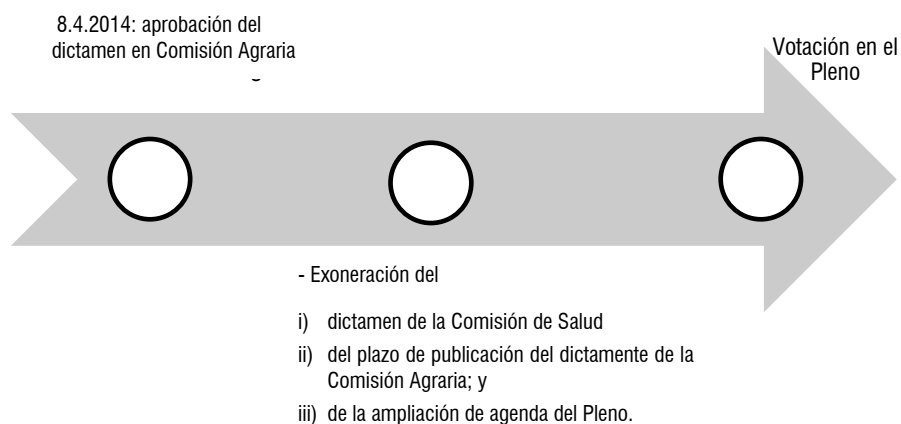 8.4.2014: aprobación del
dictamen en Comisión Agraria
Votación en el
Pleno
- Exoneración del
i) dictamen de la Comisión de Salud
ii) del plazo de publicación del dictamente de la
Comisión Agraria; y
iii) de la ampliación de agenda del Pleno.